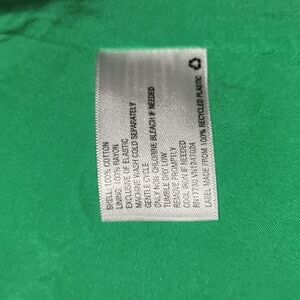 SHELL: 100% COTTON
LINING: 100% RAYON
EXCLUSIVE OF ELASTIC
MACHINE WASH COLD SEPARATELY
GENTLE CYCLE
ONLY NON-CHLORINE BLEACH IF NEEDED
TUMBLE DRY LOW
REMOVE PROMPTLY
COOL IRON IF NEEDED
LABEL MADE FROM 100% RECYCLED PLASTIC